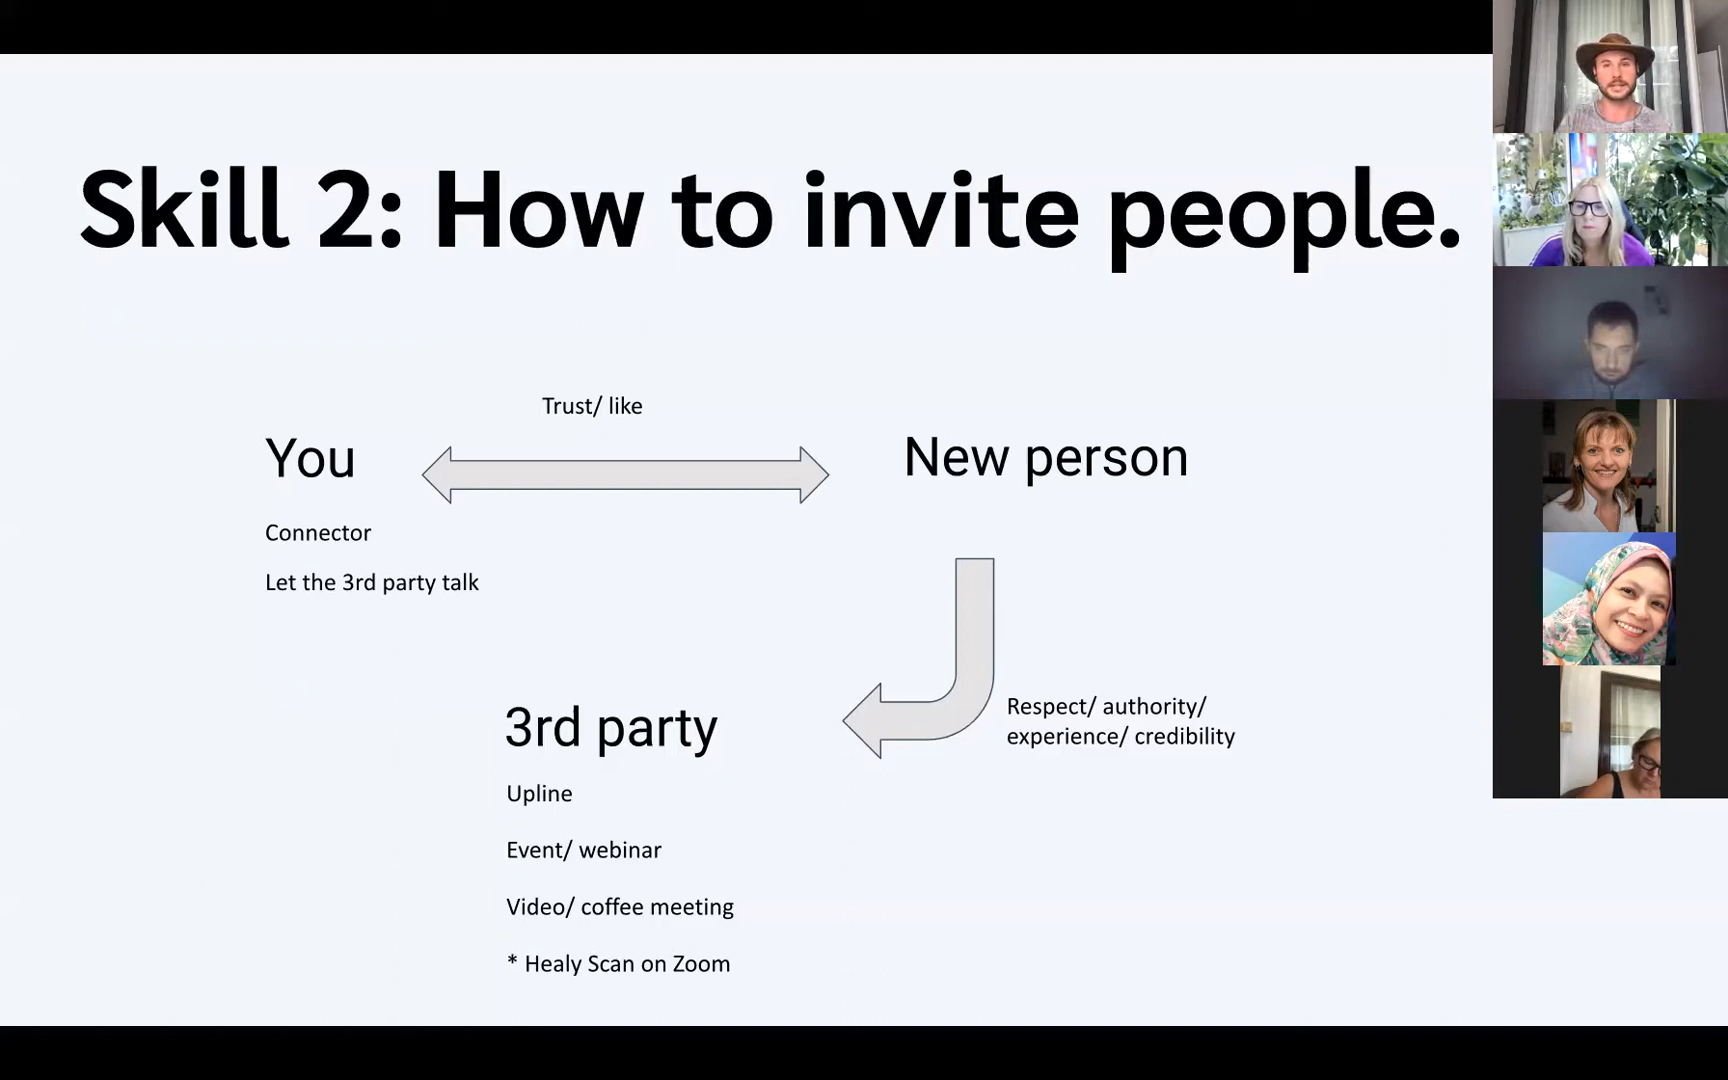 Skill 2: How to invite people.
Trust/ like
You
New person
Connector
Let the 3rd party talk
Respect/ authority/
experience/ credibility
3rd party
Upline
Event/ webinar
Video/ coffee meeting
* Healy Scan on Zoom